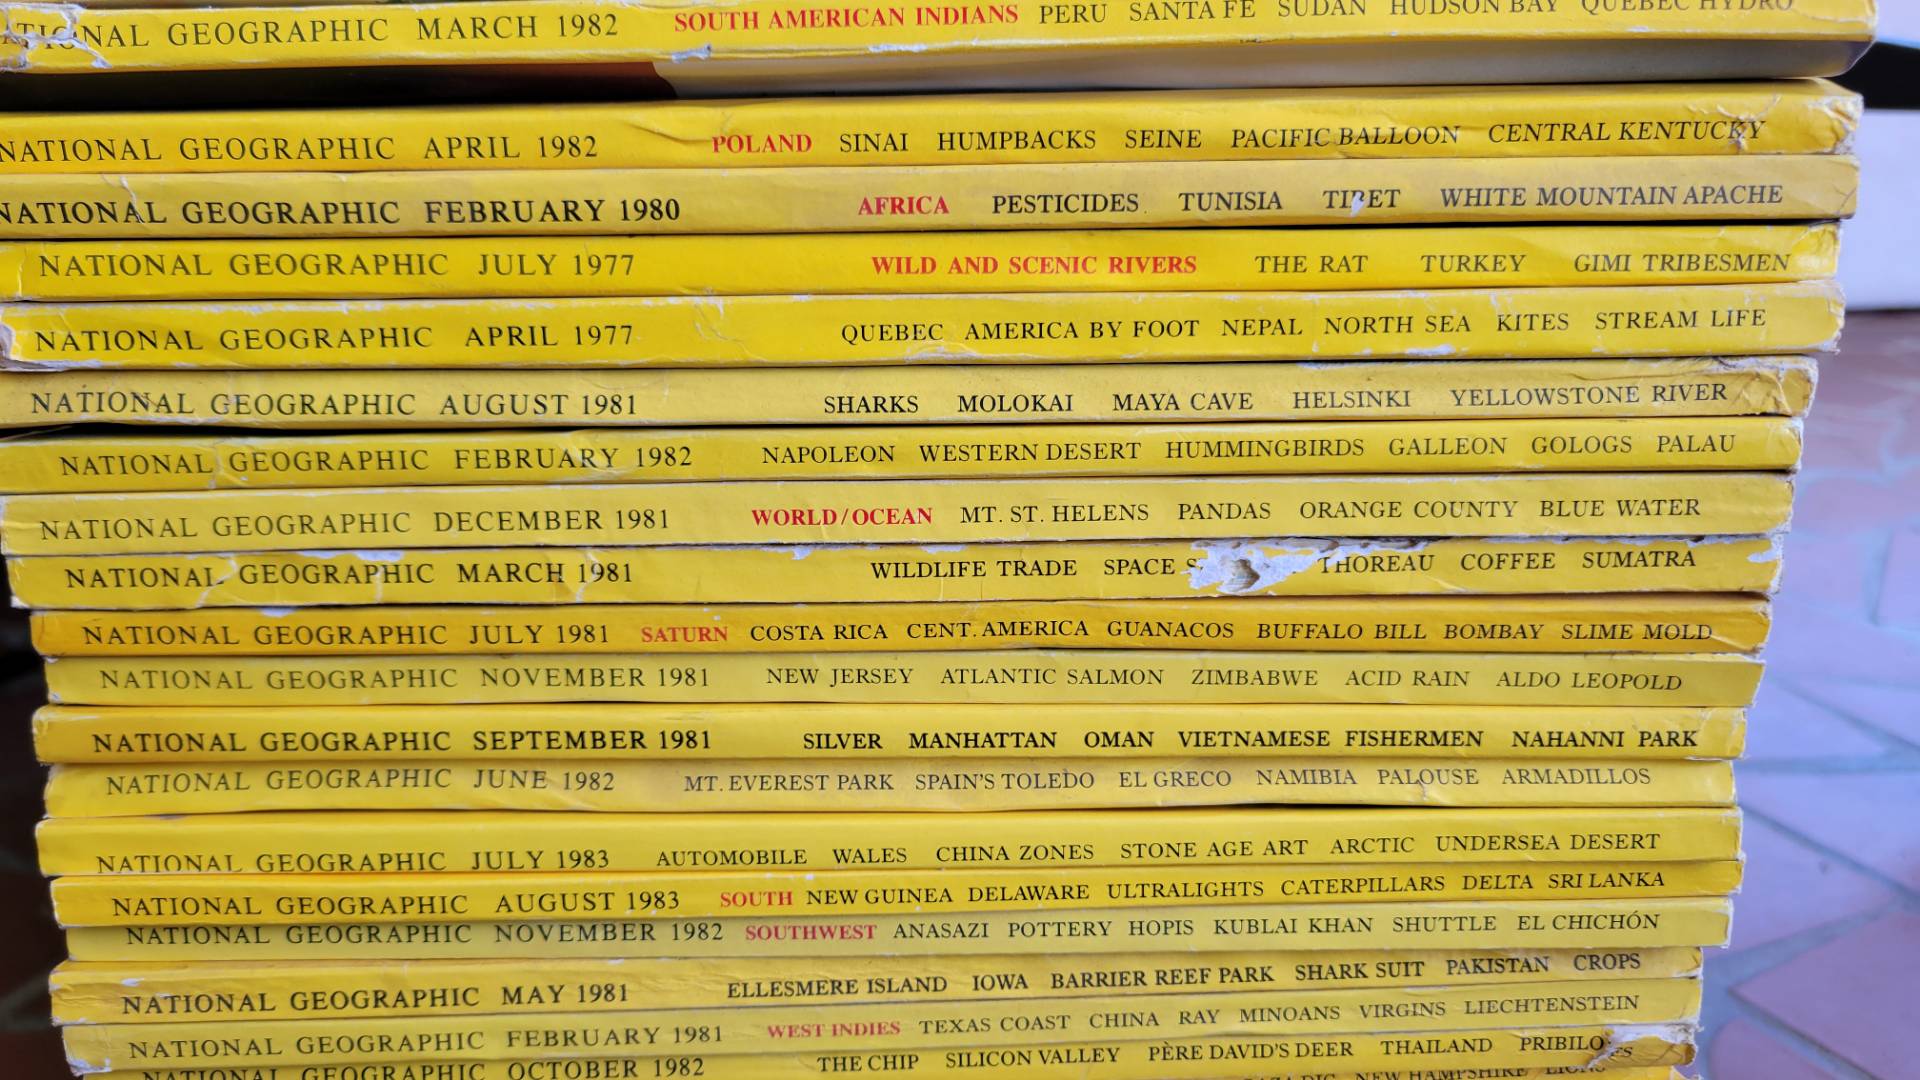 NATIONAL GEOGRAPHIC MARCH 1982 SOUTH AMERICAN INDIANS PERU SANTA FE SUDAN HUDSON BAY QUEBEC HYDRO
NATIONAL GEOGRAPHIC APRIL 1982 POLAND SINAI HUMPBACKS SEINE PACIFIC BALLOON CENTRAL KENTUCKY
NATIONAL GEOGRAPHIC FEBRUARY 1980 AFRICA PESTICIDES TUNISIA TIBET WHITE MOUNTAIN APACHE
NATIONAL GEOGRAPHIC JULY 1977 WILD AND SCENIC RIVERS THE RAT TURKEY GIMI TRIBESMEN
NATIONAL GEOGRAPHIC APRIL 1977 QUEBEC AMERICA BY FOOT NEPAL NORTH SEA KITES STREAM LIFE
NATIONAL GEOGRAPHIC AUGUST 1981 SHARKS MOLOKAI MAYA CAVE HELSINKI YELLOWSTONE RIVER
NATIONAL GEOGRAPHIC FEBRUARY 1982 NAPOLEON WESTERN DESERT HUMMINGBIRDS GALLEON GOLOGS PALAU
NATIONAL GEOGRAPHIC DECEMBER 1981 WORLD/OCEAN MT. ST. HELENS PANDAS ORANGE COUNTY BLUE WATER
NATIONAL GEOGRAPHIC MARCH 1981 WILDLIFE TRADE SPACE THOREAU COFFEE SUMATRA
NATIONAL GEOGRAPHIC JULY 1981 SATURN COSTA RICA CENT. AMERICA GUANACOS BUFFALO BILL BOMBAY SLIME MOLD
NATIONAL GEOGRAPHIC NOVEMBER 1981 NEW JERSEY ATLANTIC SALMON ZIMBABWE ACID RAIN ALDO LEOPOLD
NATIONAL GEOGRAPHIC SEPTEMBER 1981 SILVER MANHATTAN OMAN VIETNAMESE FISHERMEN NAHANNI PARK
NATIONAL GEOGRAPHIC JUNE 1982 MT. EVEREST PARK SPAIN'S TOLEDO EL GRECO NAMIBIA PALOUSE ARMADILLOS
NATIONAL GEOGRAPHIC JULY 1983 AUTOMOBILE WALES CHINA ZONES STONE AGE ART ARCTIC UNDERSEA DESERT
NATIONAL GEOGRAPHIC AUGUST 1983 SOUTH NEW GUINEA DELAWARE ULTRALIGHTS CATERPILLARS DELTA SRI LANKA
NATIONAL GEOGRAPHIC NOVEMBER 1982 SOUTHWEST ANASAZI POTTERY HOPIS KUBLAI KHAN SHUTTLE EL CHICHÓN
NATIONAL GEOGRAPHIC MAY 1981 ELLESMERE ISLAND IOWA BARRIER REEF PARK SHARK SUIT PAKISTAN CROPS
NATIONAL GEOGRAPHIC FEBRUARY 1981 WEST INDIES TEXAS COAST CHINA RAY MINOANS VIRGINS LIECHTENSTEIN
NATIONAL GEOGRAPHIC OCTOBER 1982 THE CHIP SILICON VALLEY PÈRE DAVID'S DEER THAILAND PRIBILOFS
NEW HAMPSHIRE LIONS